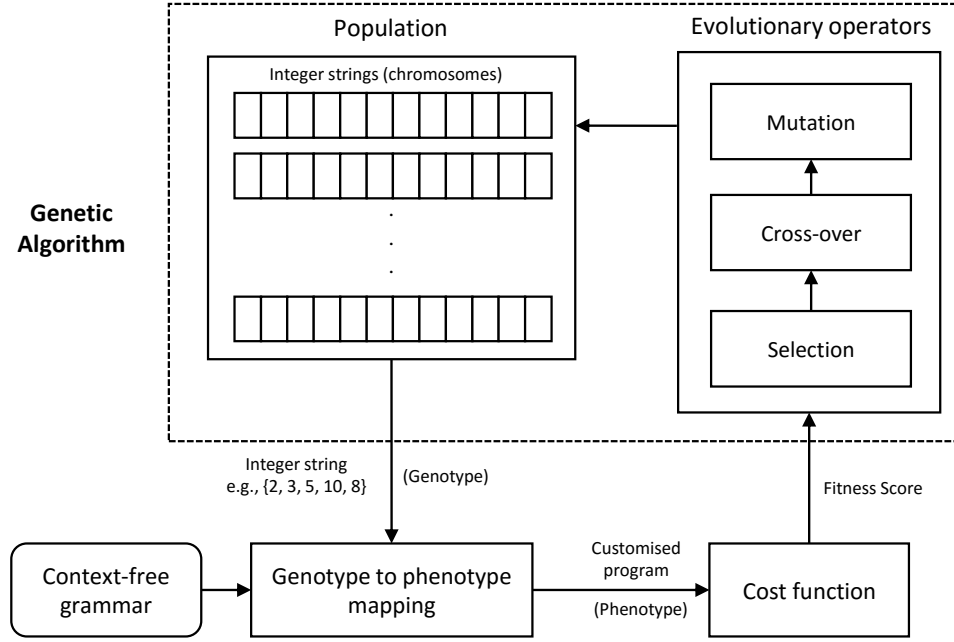 Population
Evolutionary operators
Integer strings (chromosomes)
Mutation
Cross-over
Selection
Genetic
Algorithm
Integer string
e.g., {2, 3, 5, 10, 8}
(Genotype)
Fitness Score
Context-free
grammar
Genotype to phenotype
mapping
Customised
program
(Phenotype)
Cost function